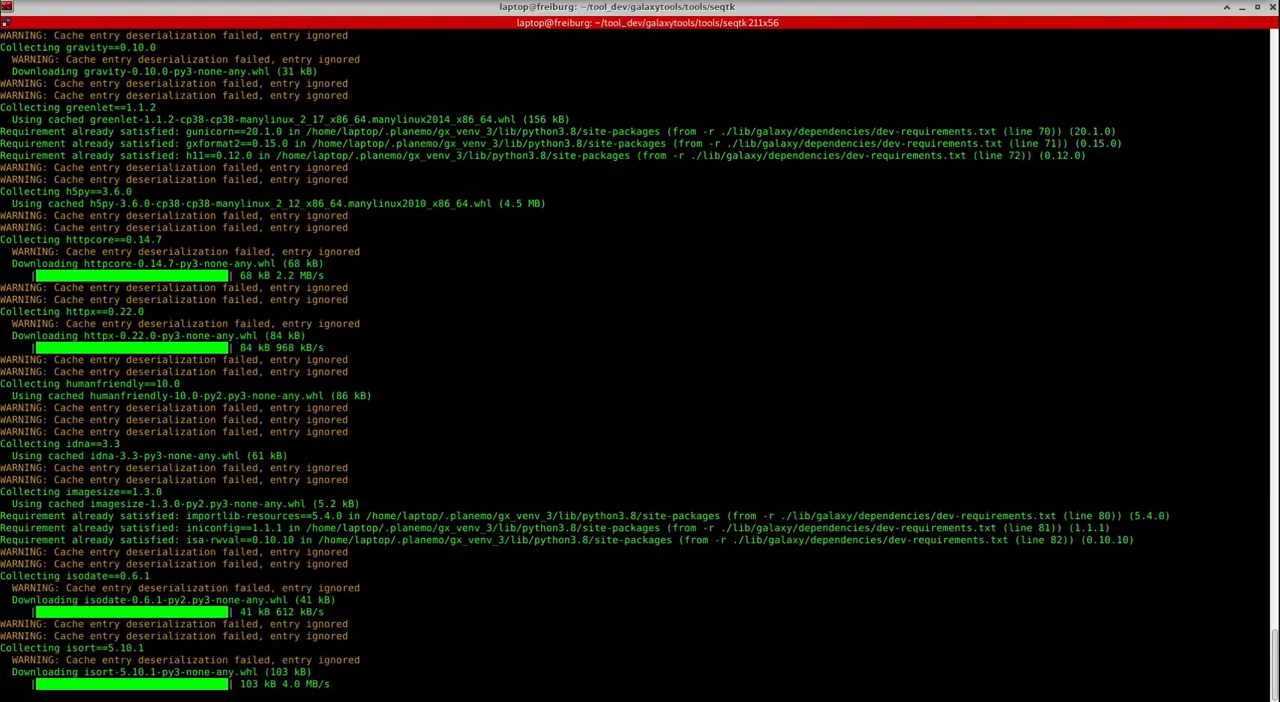 laptop@freiburg: ~/tool_dev/galaxytools/tools/seqtk
laptop@freiburg: ~/tool_dev/galaxytools/tools/seqtk 211x56
WARNING: Cache entry deserialization failed, entry ignored
Collecting gravity==0.10.0
WARNING: Cache entry deserialization failed, entry ignored
Downloading gravity-0.10.0-py3-none-any.whl (31 kB)
WARNING: Cache entry deserialization failed, entry ignored
WARNING: Cache entry deserialization failed, entry ignored
Collecting greenlet==1.1.2
Using cached greenlet-1.1.2-cp38-cp38-manylinux_2_17_x86_64.manylinux2014_x86_64.whl (156 kB)
Requirement already satisfied: gunicorn==20.1.0 in /home/laptop/.planemo/gx_venv_3/lib/python3.8/site-packages (from -r ./lib/galaxy/dependencies/dev-requirements.txt (line 70)) (20.1.0)
Requirement already satisfied: gxformat2==0.15.0 in /home/laptop/.planemo/gx_venv_3/lib/python3.8/site-packages (from -r ./lib/galaxy/dependencies/dev-requirements.txt (line 71)) (0.15.0)
Requirement already satisfied: h11==0.12.0 in /home/laptop/.planemo/gx_venv_3/lib/python3.8/site-packages (from -r ./lib/galaxy/dependencies/dev-requirements.txt (line 72)) (0.12.0)
WARNING: Cache entry deserialization failed, entry ignored
WARNING: Cache entry deserialization failed, entry ignored
Collecting h5py==3.6.0
Using cached h5py-3.6.0-cp38-cp38-manylinux_2_12_x86_64.manylinux2010_x86_64.whl (4.5 MB)
WARNING: Cache entry deserialization failed, entry ignored
WARNING: Cache entry deserialization failed, entry ignored
Collecting httpcore==0.14.7
WARNING: Cache entry deserialization failed, entry ignored
Downloading httpcore-0.14.7-py3-none-any.whl (68 kB)
| | 68 kB 2.2 MB/s
WARNING: Cache entry deserialization failed, entry ignored
WARNING: Cache entry deserialization failed, entry ignored
Collecting httpx==0.22.0
WARNING: Cache entry deserialization failed, entry ignored
Downloading httpx-0.22.0-py3-none-any.whl (84 kB)
| | 84 kB 968 kB/s
WARNING: Cache entry deserialization failed, entry ignored
WARNING: Cache entry deserialization failed, entry ignored
Collecting humanfriendly==10.0
Using cached humanfriendly-10.0-py2.py3-none-any.whl (86 kB)
WARNING: Cache entry deserialization failed, entry ignored
WARNING: Cache entry deserialization failed, entry ignored
WARNING: Cache entry deserialization failed, entry ignored
Collecting idna==3.3
Using cached idna-3.3-py3-none-any.whl (61 kB)
WARNING: Cache entry deserialization failed, entry ignored
WARNING: Cache entry deserialization failed, entry ignored
Collecting imagesize==1.3.0
Using cached imagesize-1.3.0-py2.py3-none-any.whl (5.2 kB)
Requirement already satisfied: importlib-resources==5.4.0 in /home/laptop/.planemo/gx_venv_3/lib/python3.8/site-packages (from -r ./lib/galaxy/dependencies/dev-requirements.txt (line 80)) (5.4.0)
Requirement already satisfied: iniconfig==1.1.1 in /home/laptop/.planemo/gx_venv_3/lib/python3.8/site-packages (from -r ./lib/galaxy/dependencies/dev-requirements.txt (line 81)) (1.1.1)
Requirement already satisfied: isa-rwval==0.10.10 in /home/laptop/.planemo/gx_venv_3/lib/python3.8/site-packages (from -r ./lib/galaxy/dependencies/dev-requirements.txt (line 82)) (0.10.10)
WARNING: Cache entry deserialization failed, entry ignored
WARNING: Cache entry deserialization failed, entry ignored
Collecting isodate==0.6.1
WARNING: Cache entry deserialization failed, entry ignored
Downloading isodate-0.6.1-py2.py3-none-any.whl (41 kB)
| | 41 kB 612 kB/s
WARNING: Cache entry deserialization failed, entry ignored
WARNING: Cache entry deserialization failed, entry ignored
Collecting isort==5.10.1
WARNING: Cache entry deserialization failed, entry ignored
Downloading isort-5.10.1-py3-none-any.whl (103 kB)
| | 103 kB 4.0 MB/s